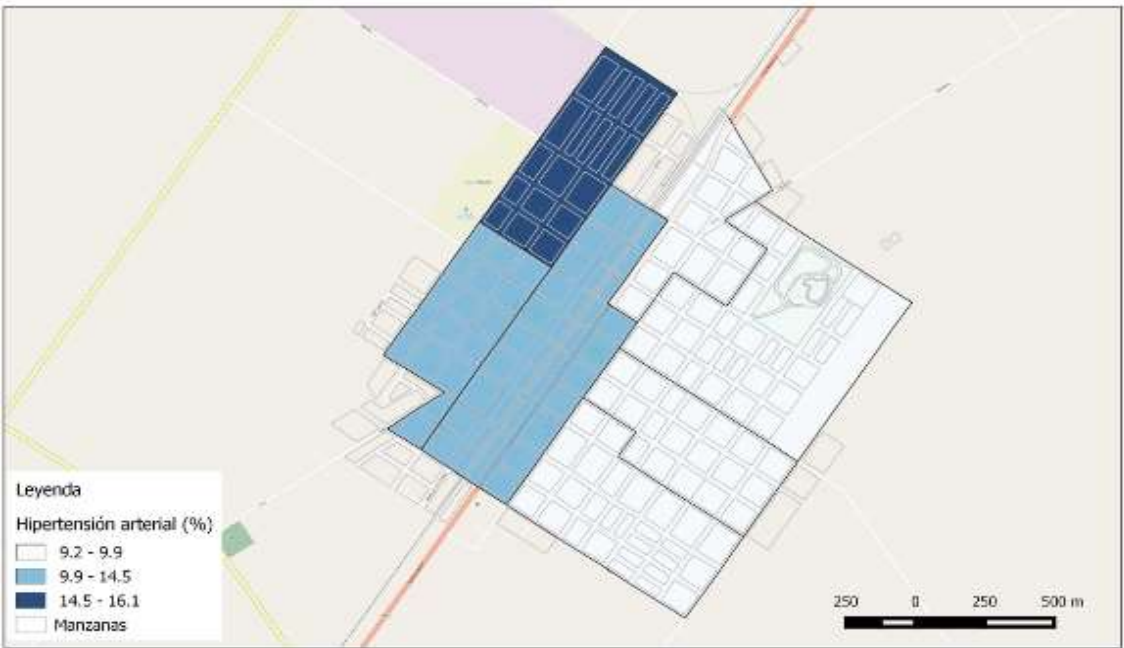 Leyenda
Hipertensión arterial (%)
9.2 - 9.9
9.9 - 14.5
14.5 - 16.1
Manzanas
250 0 250 500 m